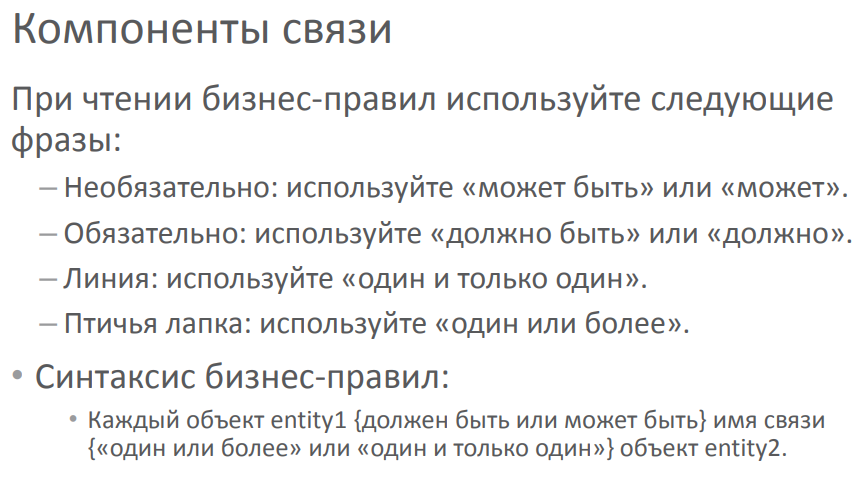 Компоненты связи
При чтении бизнес-правил используйте следующие
фразы:
– Необязательно: используйте «может быть» или «может».
– Обязательно: используйте «должно быть» или «должно».
– Линия: используйте «один и только один».
– Птичья лапка: используйте «один или более».
• Синтаксис бизнес-правил:
• Каждый объект entity1 {должен быть или может быть} имя связи
{«один или более» или «один и только один»} объект entity2.